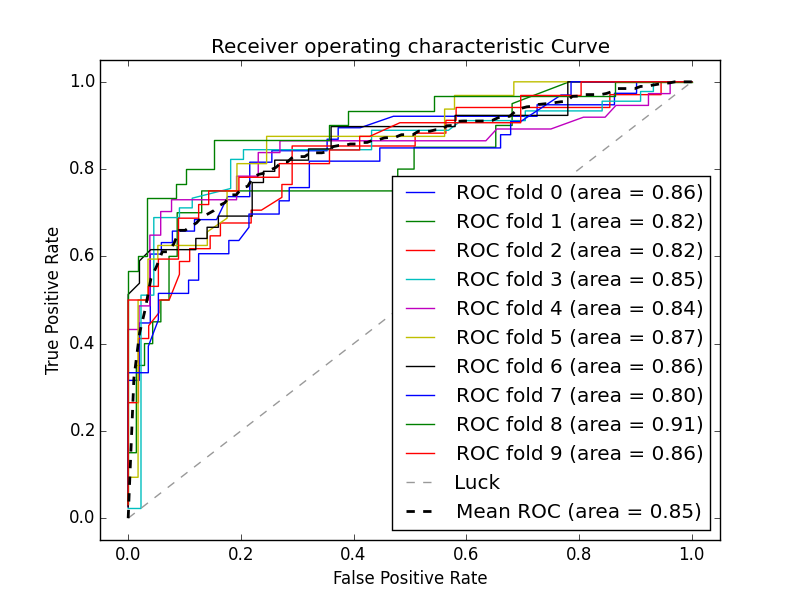 Receiver operating characteristic Curve
True Positive Rate
1.0
0.8
0.6
0.4
0.2
0.0
ROC fold 0 (area = 0.86)
ROC fold 1 (area = 0.82)
ROC fold 2 (area = 0.82)
ROC fold 3 (area = 0.85)
ROC fold 4 (area = 0.84)
ROC fold 5 (area = 0.87)
ROC fold 6 (area = 0.86)
ROC fold 7 (area = 0.80)
ROC fold 8 (area = 0.91)
ROC fold 9 (area = 0.86)
Luck
Mean ROC (area = 0.85)
0.0 0.2 0.4 0.6 0.8 1.0
False Positive Rate